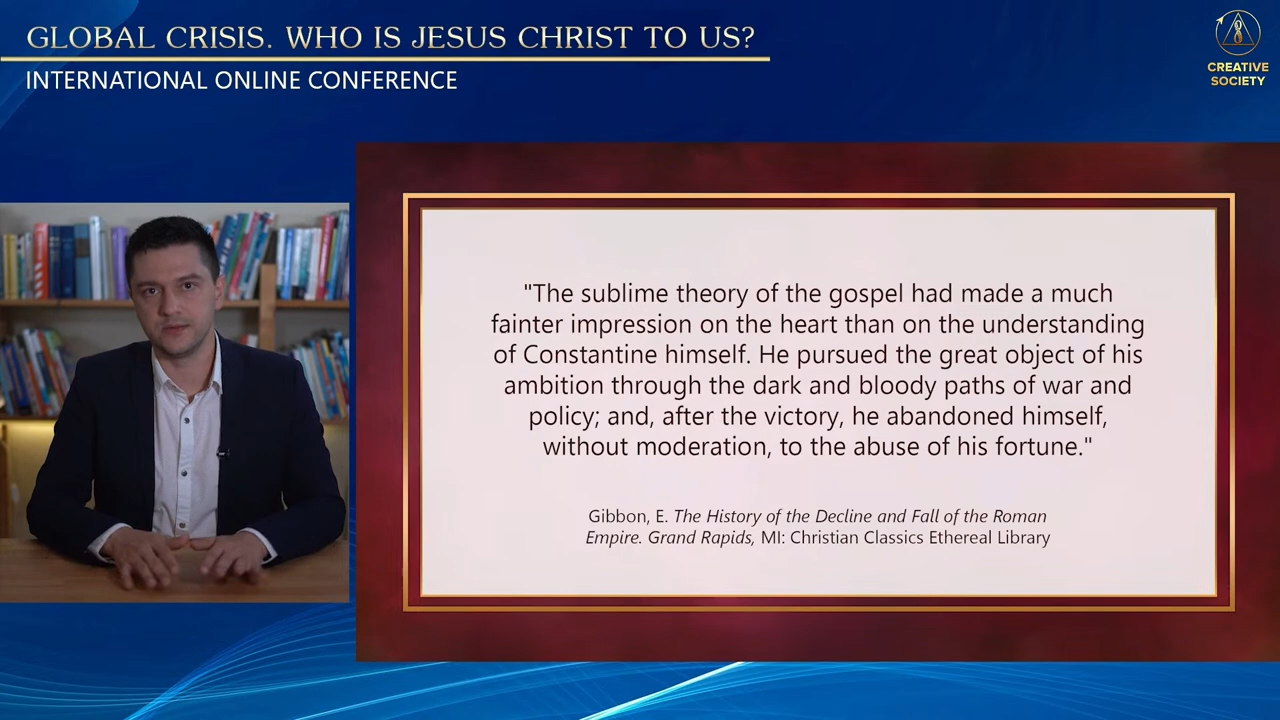 GLOBAL CRISIS. WHO IS JESUS CHRIST TO US?
INTERNATIONAL ONLINE CONFERENCE
CREATIVE
SOCIETY
"The sublime theory of the gospel had made a much
fainter impression on the heart than on the understanding
of Constantine himself. He pursued the great object of his
ambition through the dark and bloody paths of war and
policy; and, after the victory, he abandoned himself,
without moderation, to the abuse of his fortune."
Gibbon, E. The History of the Decline and Fall of the Roman
Empire. Grand Rapids, MI: Christian Classics Ethereal Library